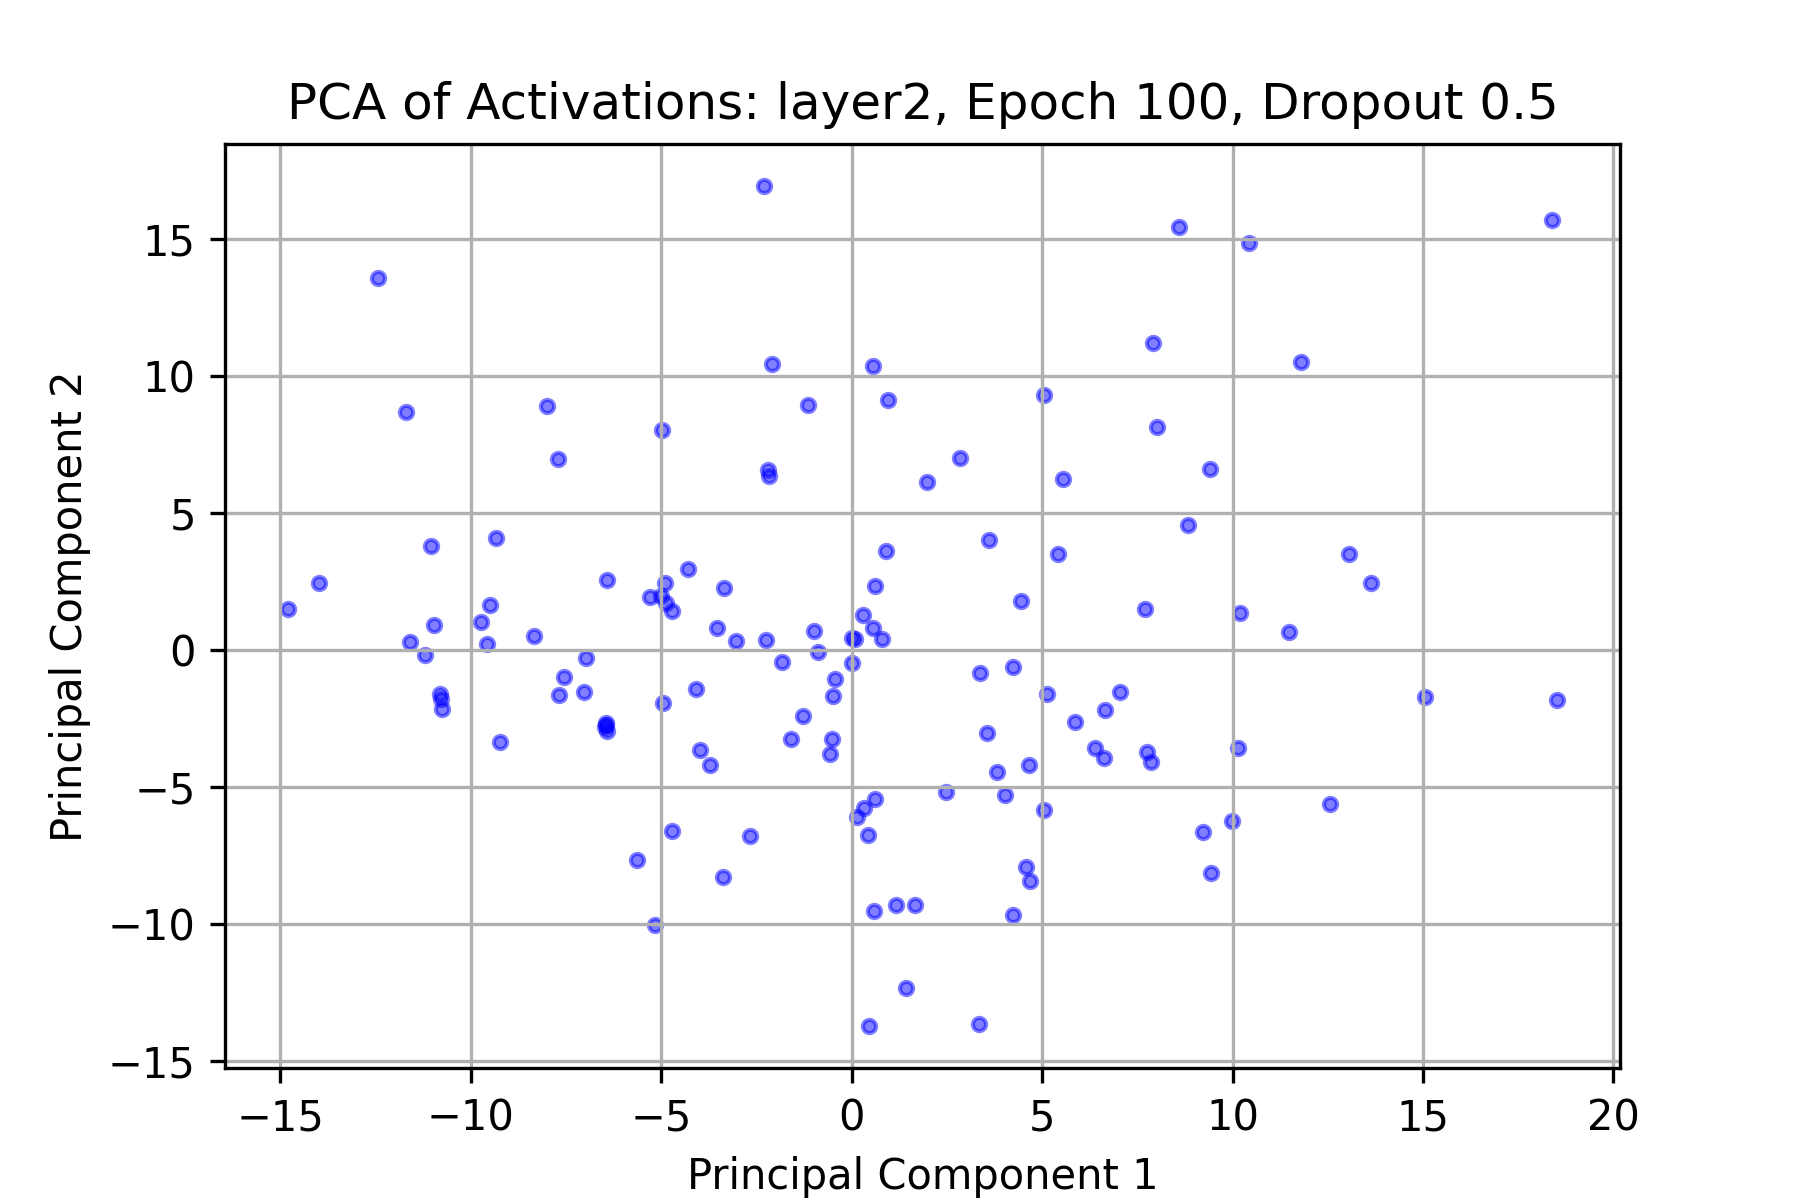 PCA of Activations: layer2, Epoch 100, Dropout 0.5
15
10
5
0
−5
−10
−15
Principal Component 2
−15 −10 −5 0 5 10 15 20
Principal Component 1